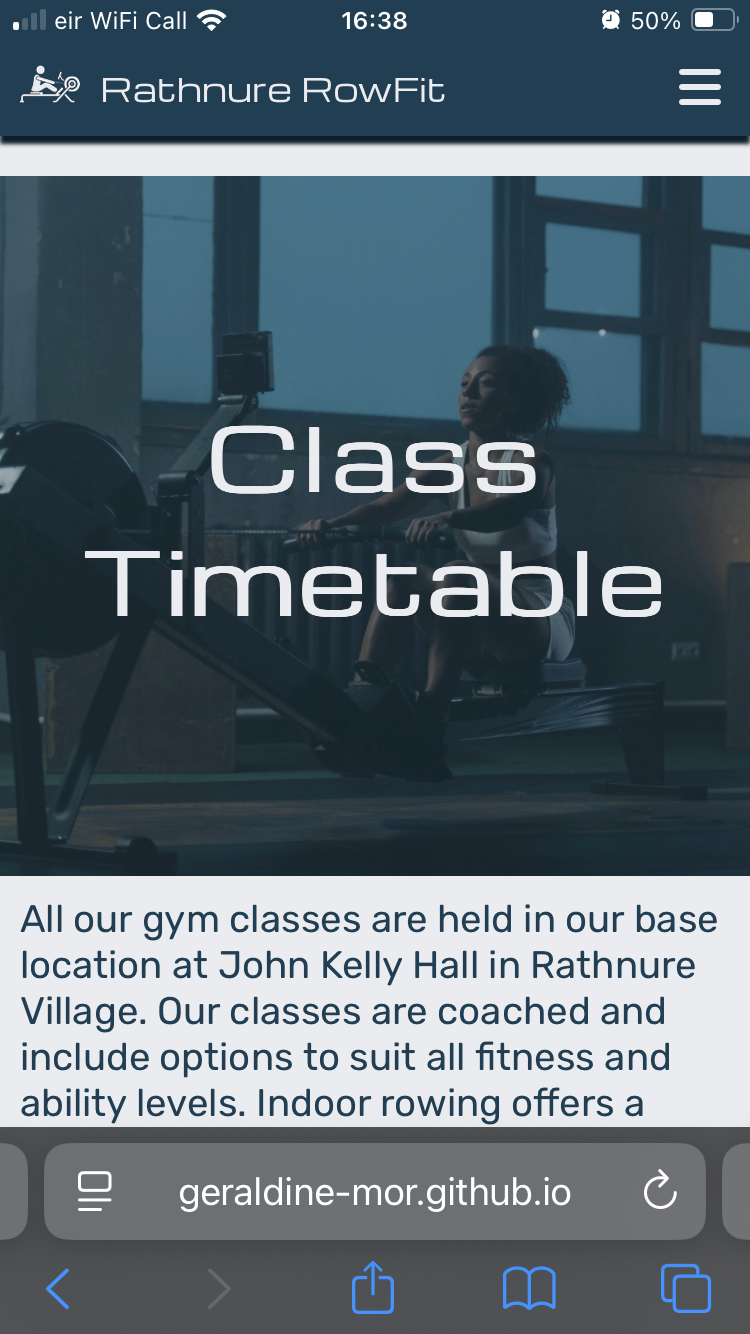 eir WiFi Call 16:38 50%
Rathnure RowFit
Class
Timetable
All our gym classes are held in our base
location at John Kelly Hall in Rathnure
Village. Our classes are coached and
include options to suit all fitness and
ability levels. Indoor rowing offers a
geraldine-mor.github.io